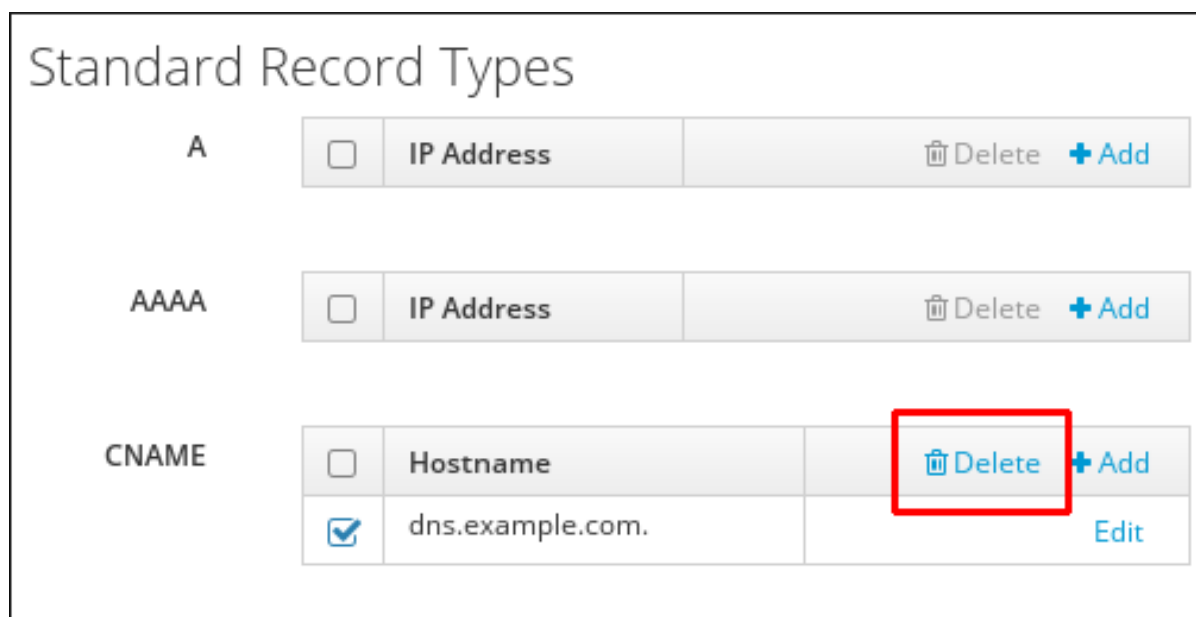 Standard Record Types
A IP Address Delete Add
AAAA IP Address Delete Add
CNAME Hostname Delete Add
dns.example.com. Edit